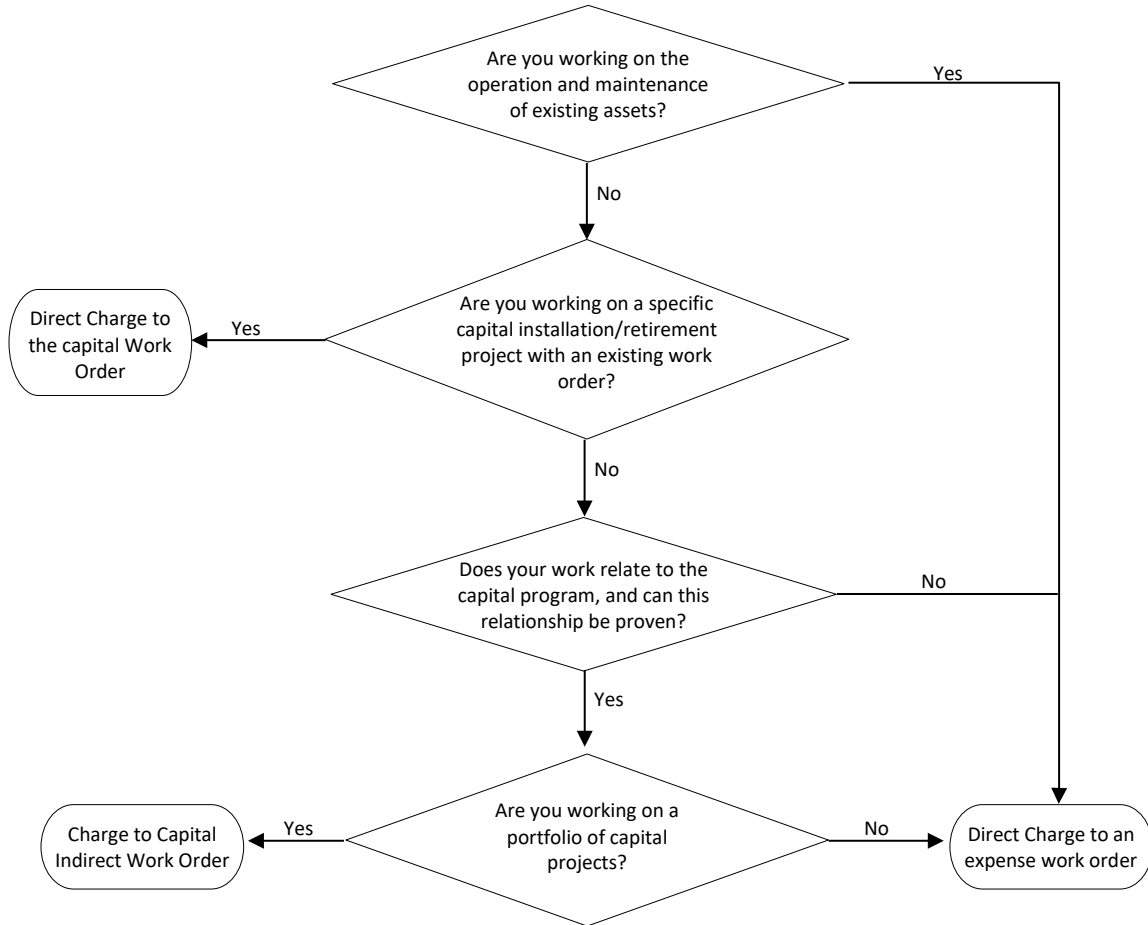 Are you working on the
operation and maintenance
of existing assets?
Yes
No
Are you working on a specific
capital installation/retirement
project with an existing work
order?
Yes
Direct Charge to
the capital Work
Order
No
Does your work relate to the
capital program, and can this
relationship be proven?
No
Yes
Are you working on a
portfolio of capital
projects?
Yes
Charge to Capital
Indirect Work Order
No
Direct Charge to an
expense work order